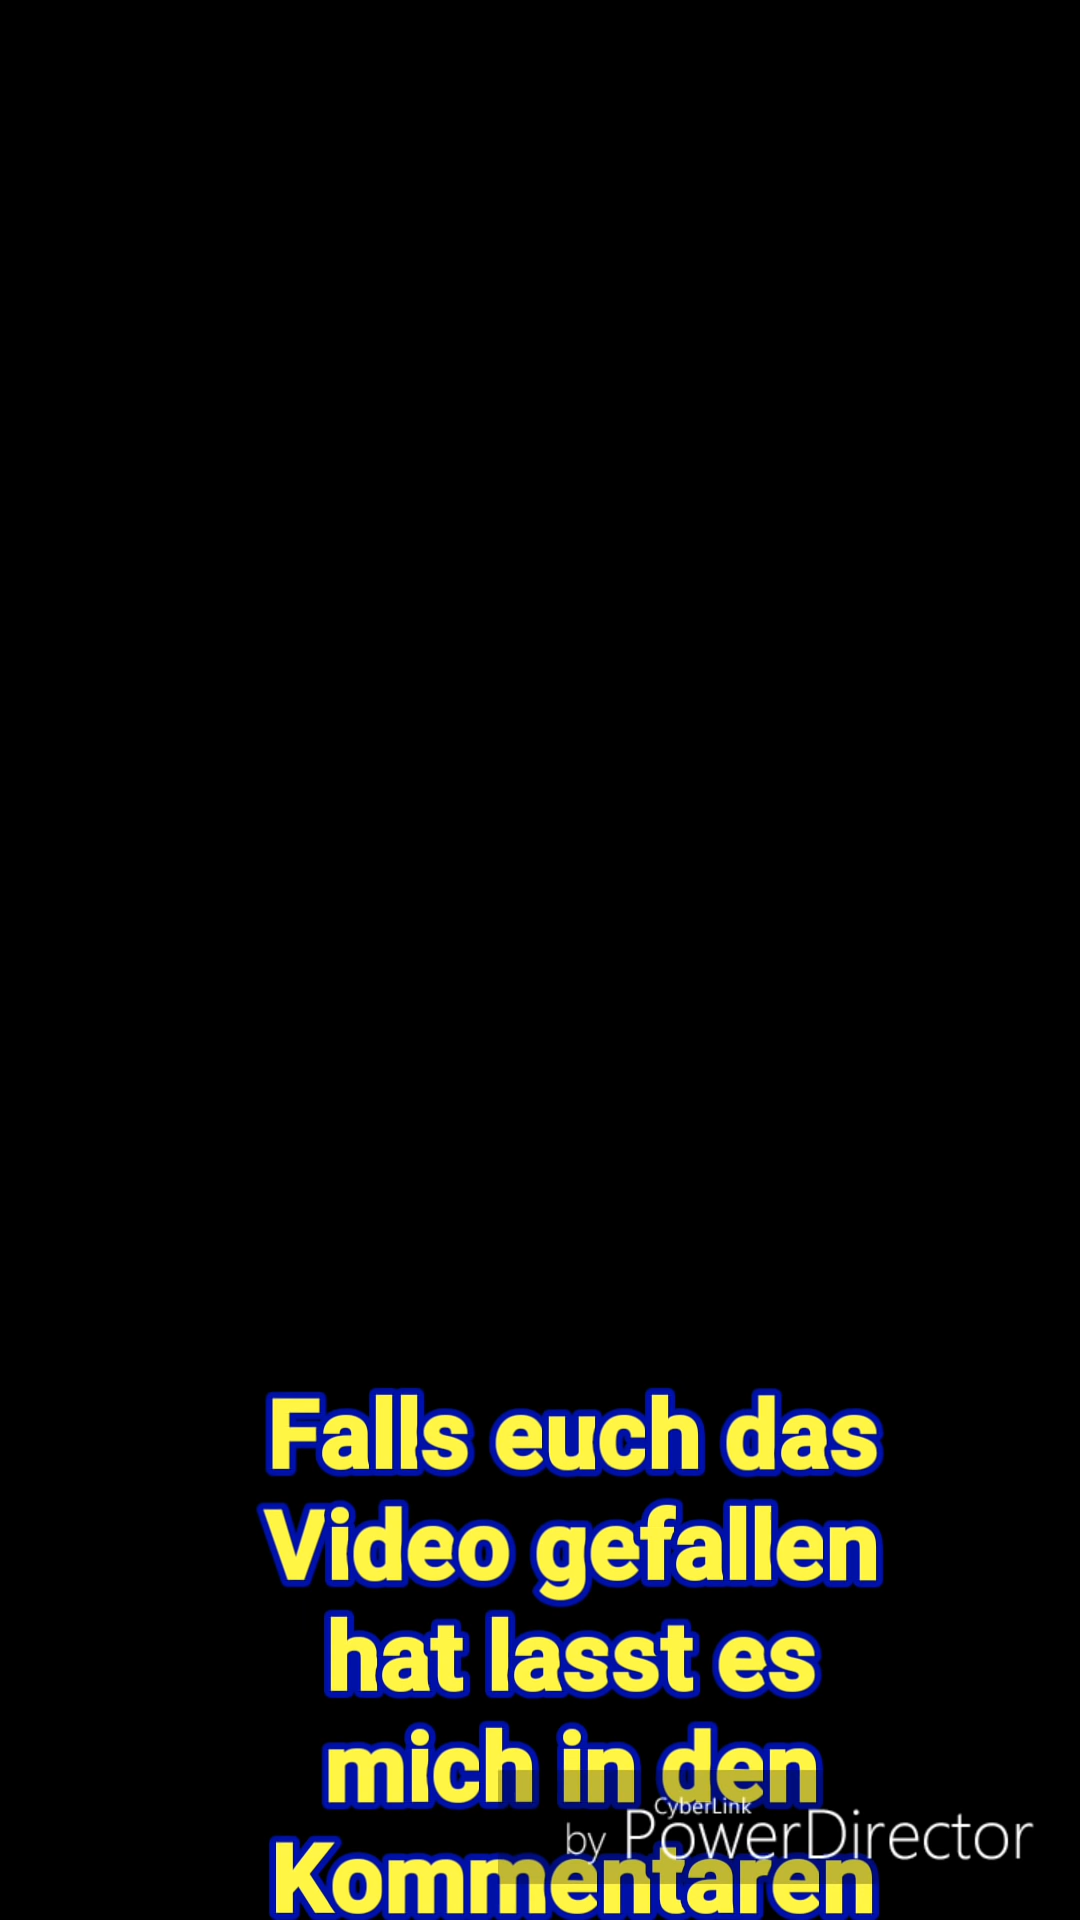 Falls euch das
Video gefallen
hat lasst es
mich in den
CyberLink
by PowerDirector
Kommentaren